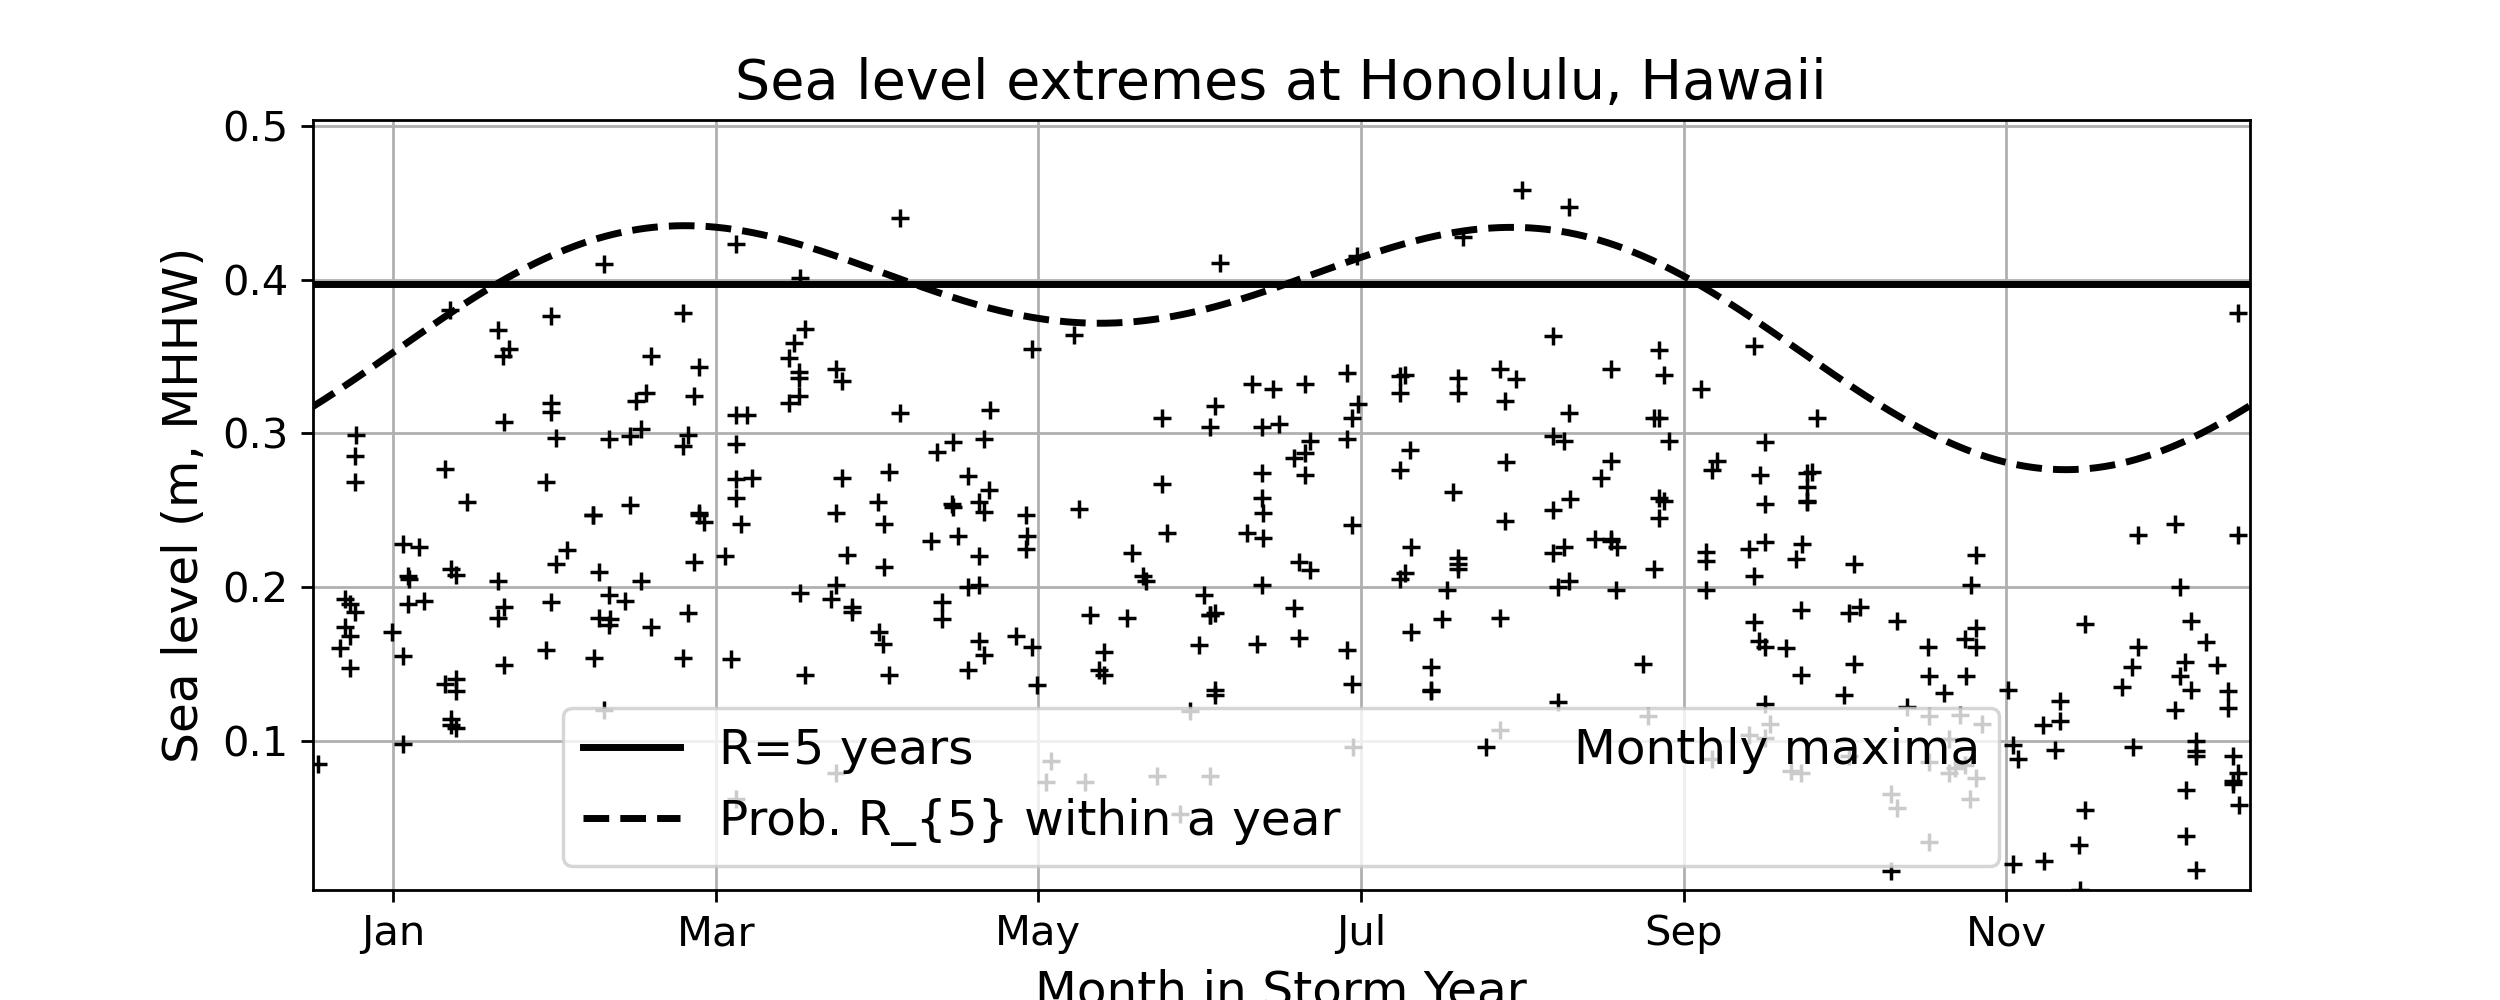 Sea level extremes at Honolulu, Hawaii
Sea level (m, MHHW)
0.5
0.4
0.3
0.2
0.1
R=5 years
Prob. R_{5} within a year
Monthly maxima
Jan Mar May Jul Sep Nov
Month in Storm Year